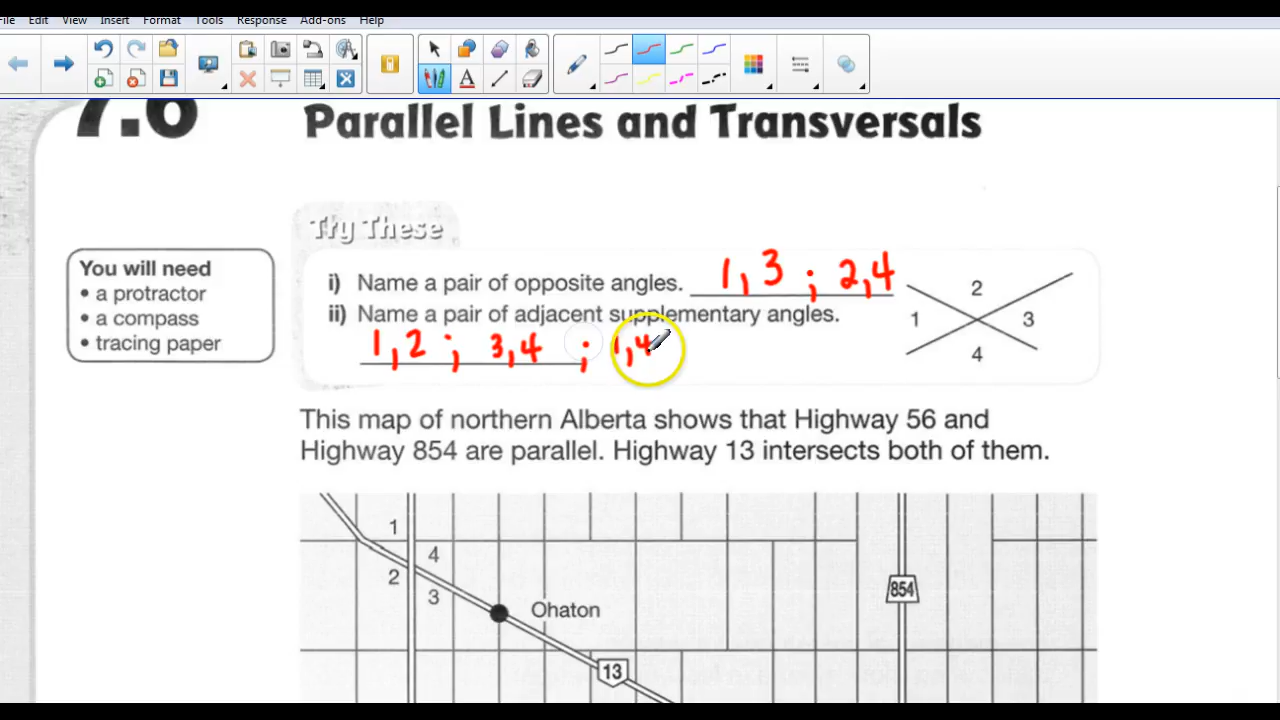 File Edit View Insert Format Tools Response Add-ons Help
7.6 Parallel Lines and Transversals
Try These
You will need
• a protractor
• a compass
• tracing paper
i) Name a pair of opposite angles. 1,3 ; 2,4
ii) Name a pair of adjacent supplementary angles.
1,2 ; 3,4 ; 1,4
2
1 3
4
This map of northern Alberta shows that Highway 56 and
Highway 854 are parallel. Highway 13 intersects both of them.
1
4
2
3
Ohaton
854
13